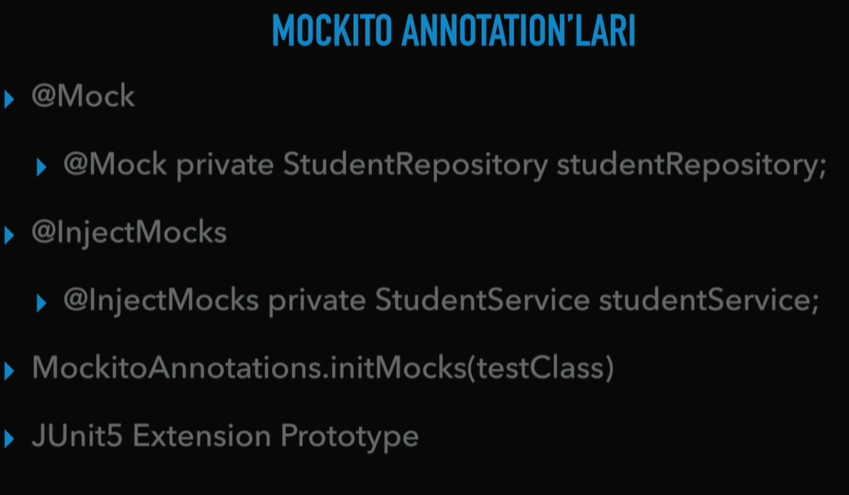 MOCKITO ANNOTATION’LARI
@Mock
@Mock private StudentRepository studentRepository;
@InjectMocks
@InjectMocks private StudentService studentService;
MockitoAnnotations.initMocks(testClass)
JUnit5 Extension Prototype